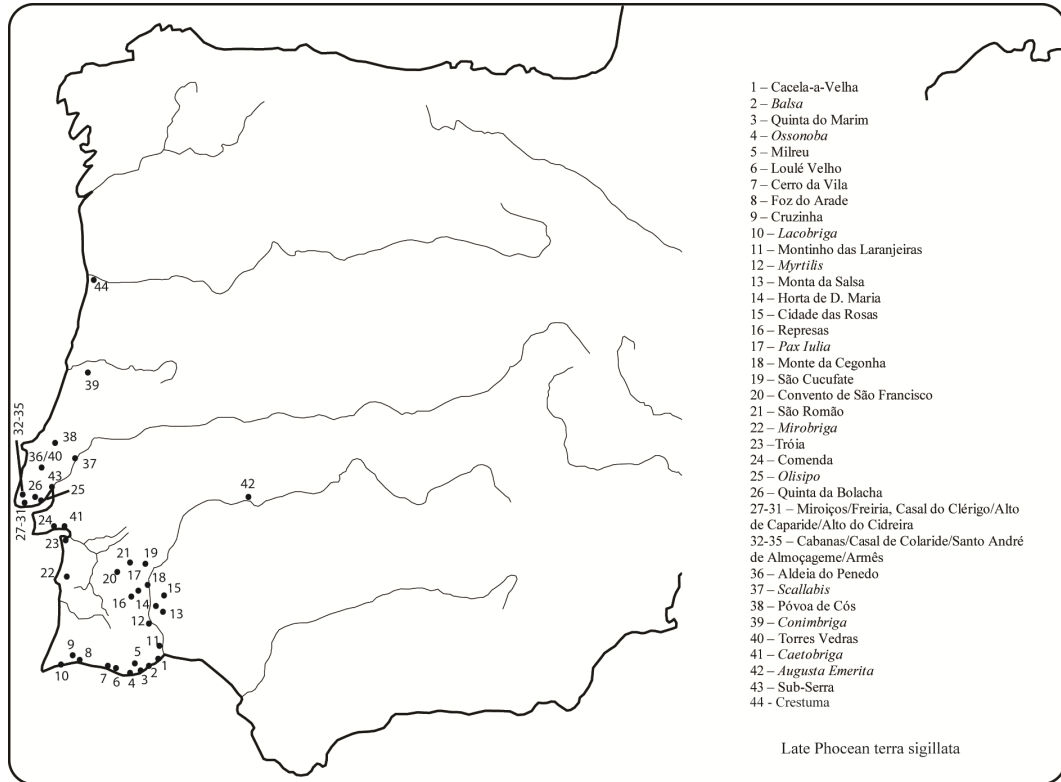 1 – Cacela-a-Velha
2 – Balsa
3 – Quinta do Marim
4 – Ossonoba
5 – Milreu
6 – Loulé Velho
7 – Cerro da Vila
8 – Foz do Arade
9 – Cruzinha
10 – Lacobriga
11 – Montinho das Laranjeiras
12 – Myrtilis
13 – Monta da Salsa
14 – Horta de D. Maria
15 – Cidade das Rosas
16 – Represas
17 – Pax Iulia
18 – Monte da Cegonha
19 – São Cucufate
20 – Convento de São Francisco
21 – São Romão
22 – Mirobriga
23 – Tróia
24 – Comenda
25 – Olisipo
26 – Quinta da Bolacha
27-31 – Miroiços/Freiria, Casal do Clérigo/Alto
de Caparide/Alto do Cidreira
32-35 – Cabanas/Casal de Colaride/Santo André
de Almoçageme/Armês
36 – Aldeia do Penedo
37 – Scallabis
38 – Póvoa de Cós
39 – Conimbriga
40 – Torres Vedras
41 – Caetobriga
42 – Augusta Emerita
43 – Sub-Serra
44 - Crestuma
Late Phocean terra sigillata
44
39
32-35
38
36/40
37
43
26
25
42
27-31
24
41
23
21
19
20
22
17
18
15
16
14
13
12
11
9
8
5
10
7
6
4
3
2
1